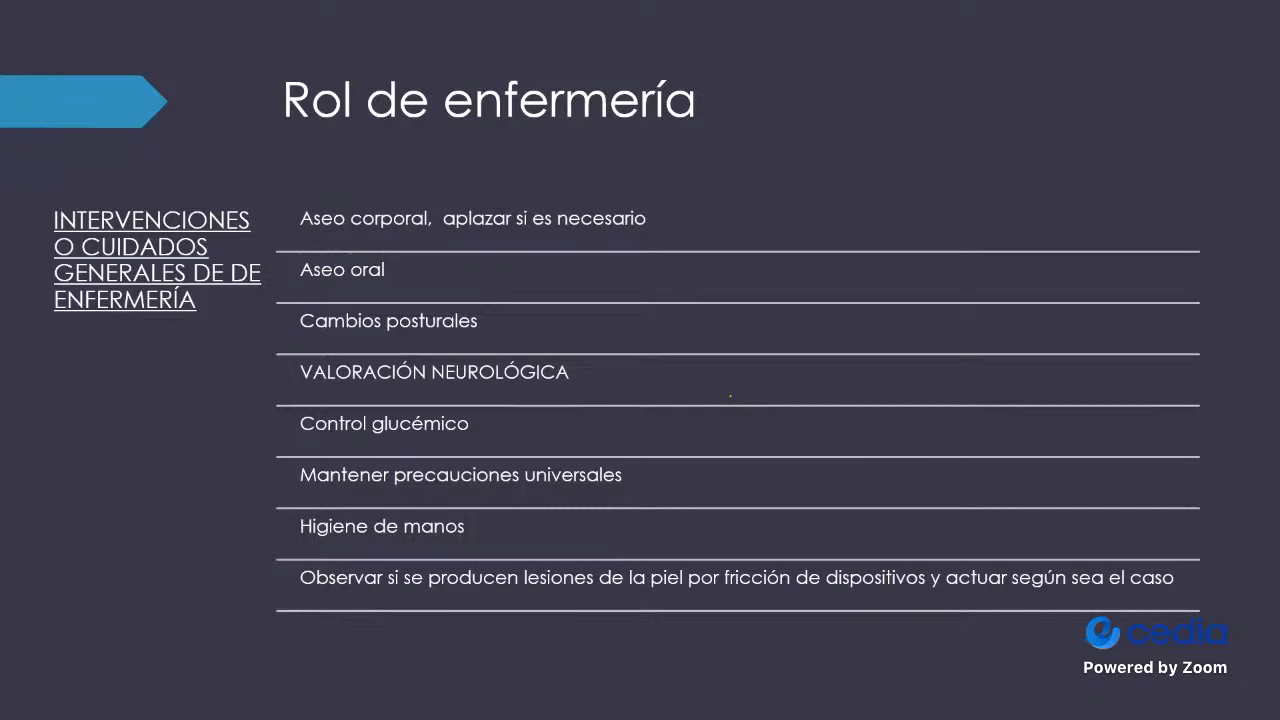 Rol de enfermería
INTERVENCIONES
O CUIDADOS
GENERALES DE DE
ENFERMERÍA
Aseo corporal,  aplazar si es necesario
Aseo oral
Cambios posturales
VALORACIÓN NEUROLÓGICA
Control glucémico
Mantener precauciones universales
Higiene de manos
Observar si se producen lesiones de la piel por fricción de dispositivos y actuar según sea el caso
cedia
Powered by Zoom